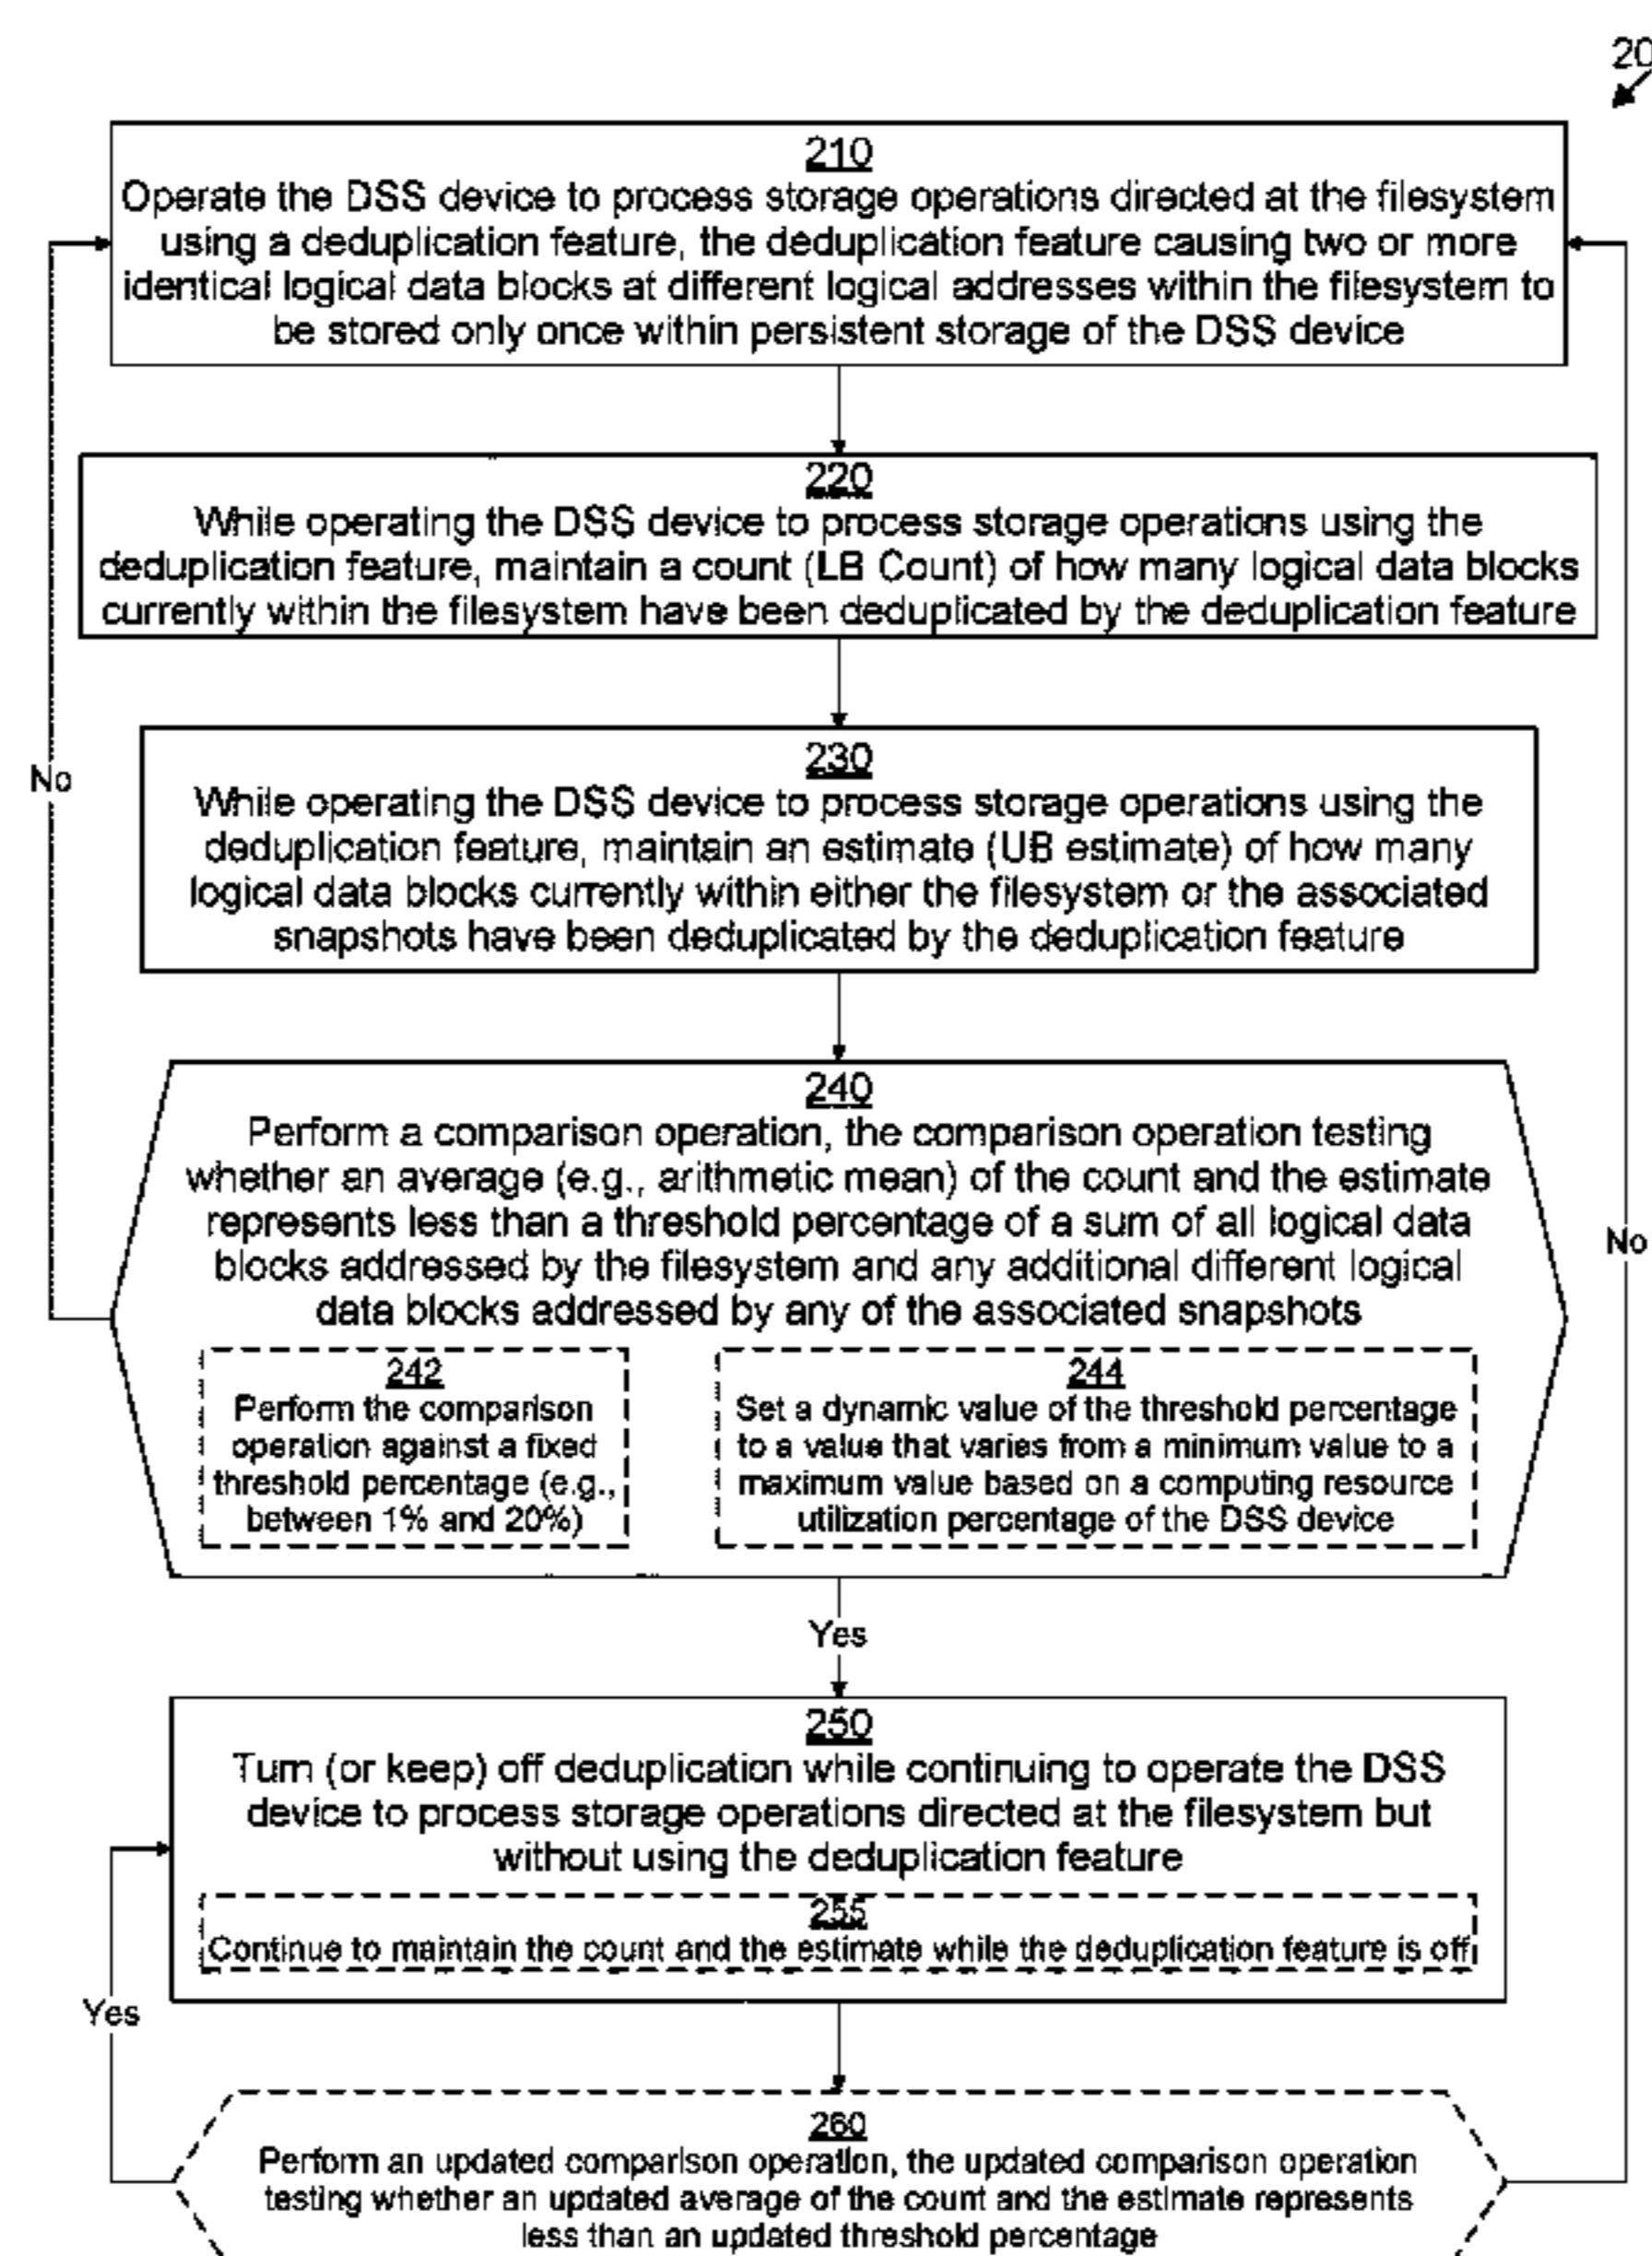 20
210
Operate the DSS device to process storage operations directed at the filesystem
using a deduplication feature, the deduplication feature causing two or more
identical logical data blocks at different logical addresses within the filesystem to
be stored only once within persistent storage of the DSS device
220
While operating the DSS device to process storage operations using the
deduplication feature, maintain a count (LB Count) of how many logical data blocks
currently within the filesystem have been deduplicated by the deduplication feature
No
230
While operating the DSS device to process storage operations using the
deduplication feature, maintain an estimate (UB estimate) of how many
logical data blocks currently within either the filesystem or the associated
snapshots have been deduplicated by the deduplication feature
240
Perform a comparison operation, the comparison operation testing
whether an average (e.g., arithmetic mean) of the count and the estimate
represents less than a threshold percentage of a sum of all logical data
blocks addressed by the filesystem and any additional different logical
data blocks addressed by any of the associated snapshots
No
242
Perform the comparison
operation against a fixed
threshold percentage (e.g.,
between 1% and 20%)
244
Set a dynamic value of the threshold percentage
to a value that varies from a minimum value to a
maximum value based on a computing resource
utilization percentage of the DSS device
Yes
250
Turn (or keep) off deduplication while continuing to operate the DSS
device to process storage operations directed at the filesystem but
without using the deduplication feature
255
Continue to maintain the count and the estimate while the deduplication feature is off
Yes
260
Perform an updated comparison operation, the updated comparison operation
testing whether an updated average of the count and the estimate represents
less than an updated threshold percentage